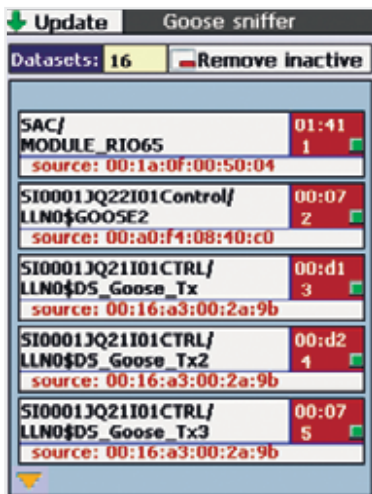 Update Goose sniffer
Datasets: 16 Remove inactive
SAC/ 01:41
MODULE_RIO65 1
source: 00:1a:0f:00:50:04
SI0001JQ22I01Control/ 00:07
LLN0$GOOSE2 2
source: 00:a0:f4:08:40:c0
SI0001JQ21I01CTRL/ 00:d1
LLN0$DS_Goose_Tx 3
source: 00:16:a3:00:2a:9b
SI0001JQ21I01CTRL/ 00:d2
LLN0$DS_Goose_Tx2 4
source: 00:16:a3:00:2a:9b
SI0001JQ21I01CTRL/ 00:07
LLN0$DS_Goose_Tx3 5
source: 00:16:a3:00:2a:9b